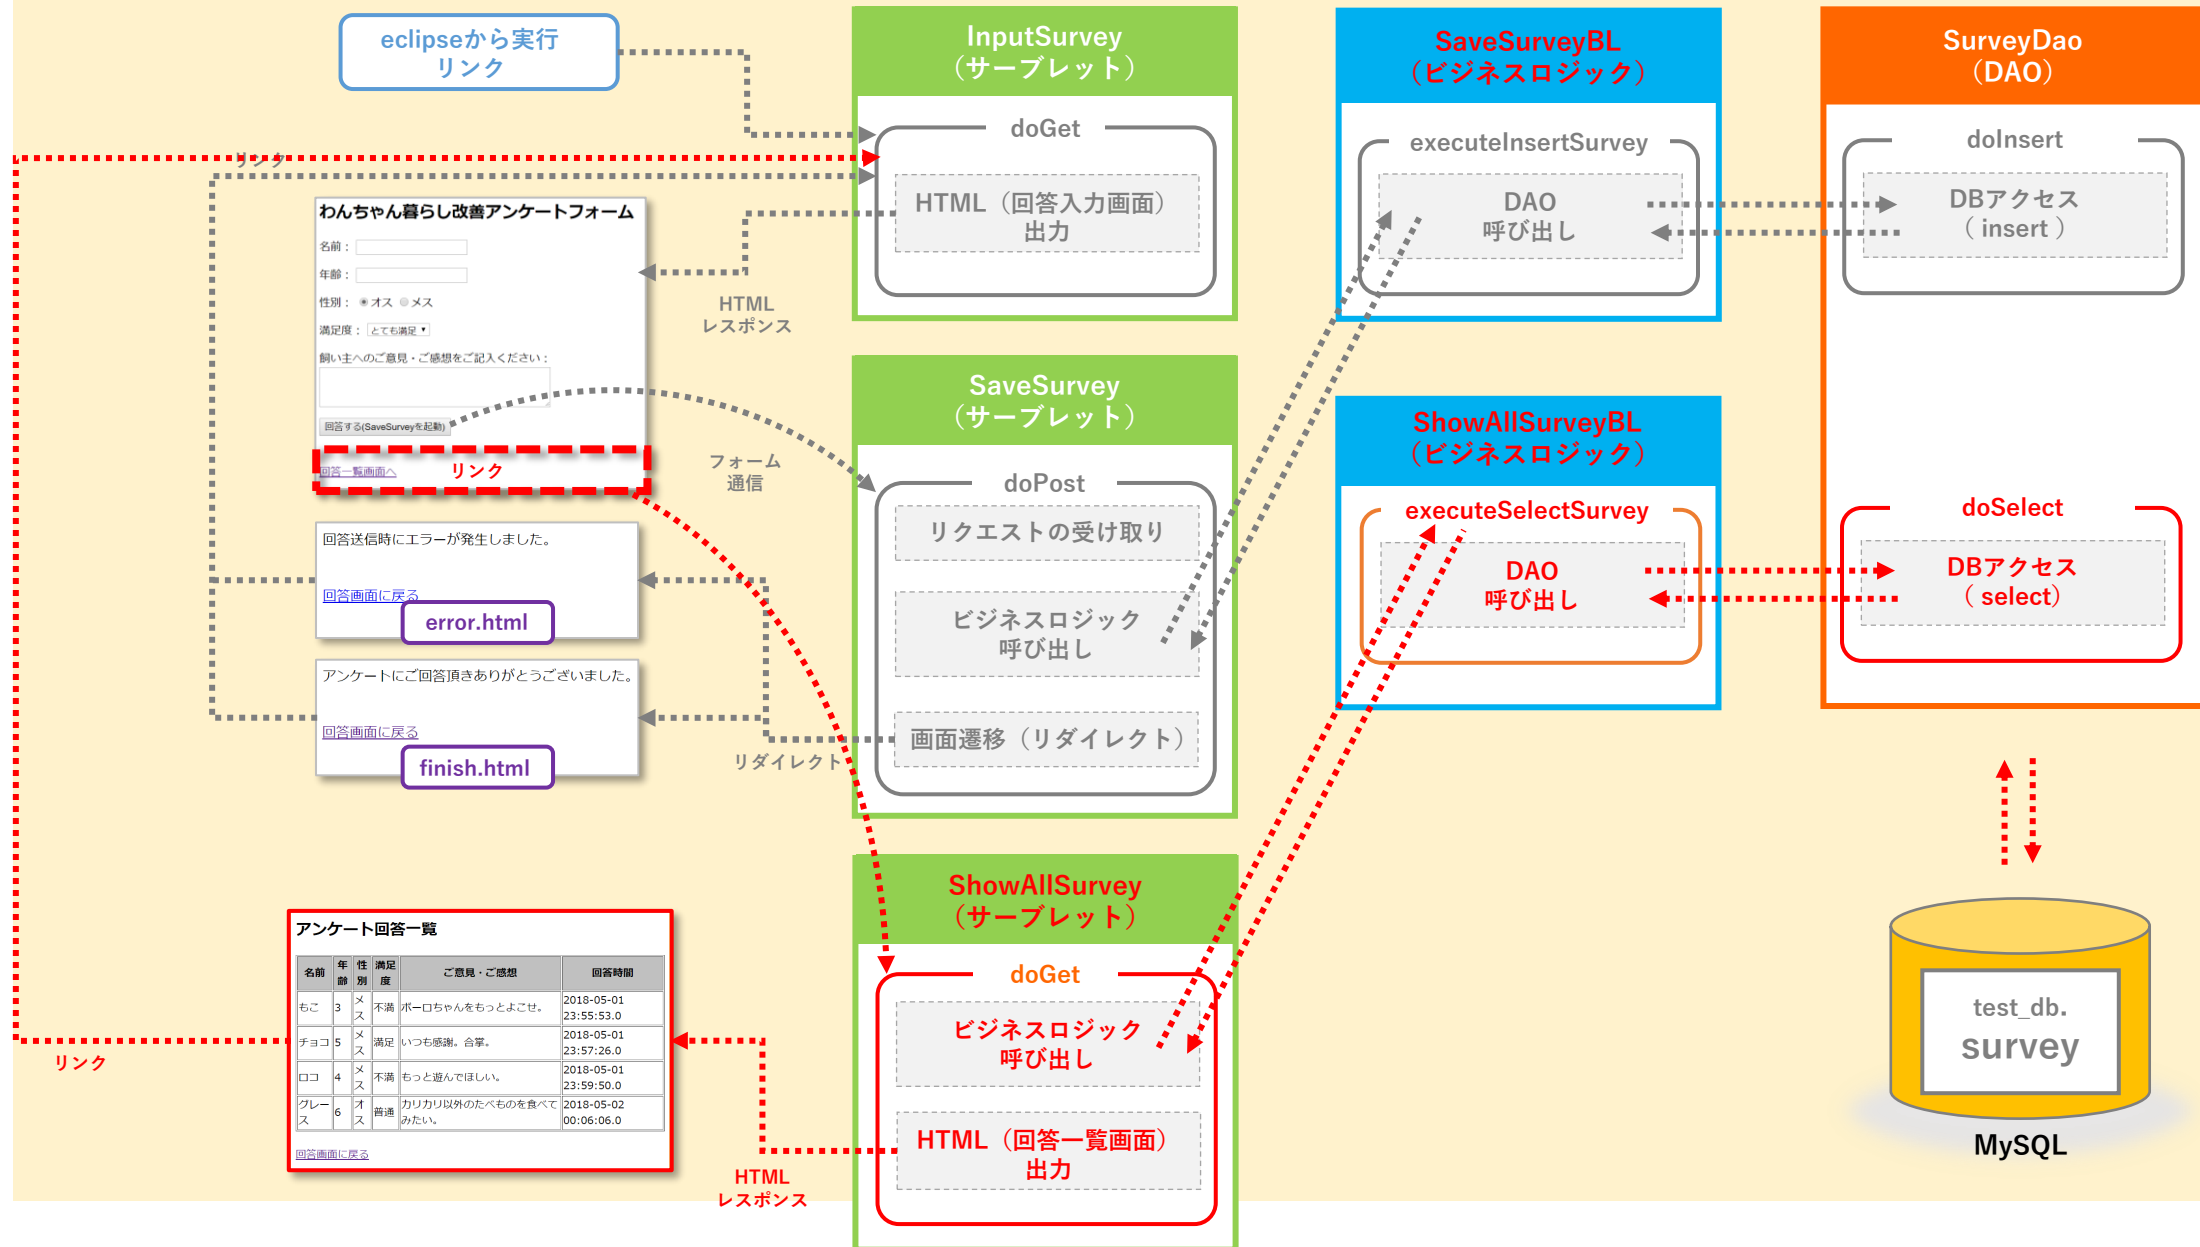 eclipseから実行
リンク
リンク
わんちゃん暮らし改善アンケートフォーム
名前：
年齢：
性別： オス メス
満足度： とても満足
飼い主へのご意見・ご感想をご記入ください：
回答する(SaveSurveyを起動)
回答一覧画面へ
リンク
HTML
レスポンス
フォーム
通信
回答送信時にエラーが発生しました。
回答画面に戻る
error.html
アンケートにご回答頂きありがとうございました。
回答画面に戻る
finish.html
リダイレクト
リンク
アンケート回答一覧
名前 年齢 性別 満足度 ご意見・ご感想 回答時間
もこ 3 メス 不満 ボーロちゃんをもっとよこせ。 2018-05-01 23:55:53.0
チョコ 5 メス 満足 いつも感謝。合掌。 2018-05-01 23:57:26.0
ロコ 4 メス 不満 もっと遊んでほしい。 2018-05-01 23:59:50.0
グレース 6 オス 普通 カリカリ以外のたべものを食べてみたい。 2018-05-02 00:06:06.0
回答画面に戻る
HTML
レスポンス
InputSurvey
（サーブレット）
doGet
HTML（回答入力画面）
出力
SaveSurvey
（サーブレット）
doPost
リクエストの受け取り
ビジネスロジック
呼び出し
画面遷移（リダイレクト）
ShowAllSurvey
（サーブレット）
doGet
ビジネスロジック
呼び出し
HTML（回答一覧画面）
出力
SaveSurveyBL
（ビジネスロジック）
executeInsertSurvey
DAO
呼び出し
ShowAllSurveyBL
（ビジネスロジック）
executeSelectSurvey
DAO
呼び出し
SurveyDao
（DAO）
doInsert
DBアクセス
（ insert ）
doSelect
DBアクセス
（ select）
test_db.
survey
MySQL